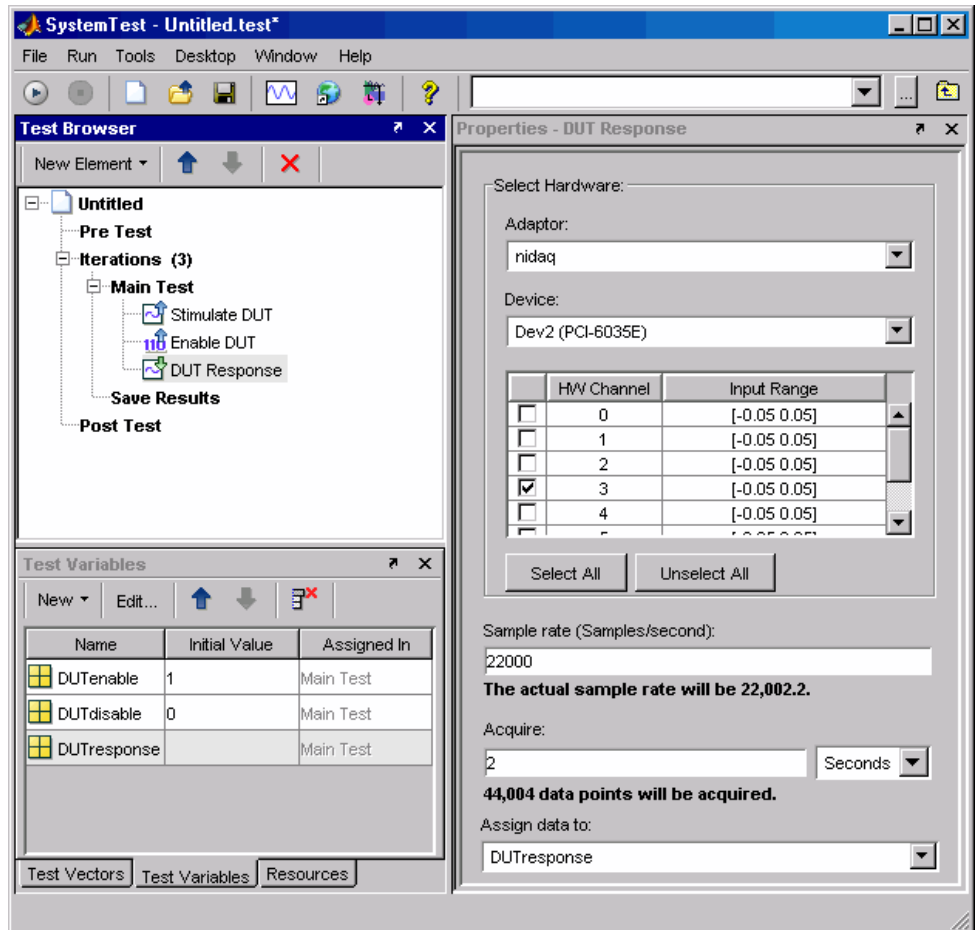 SystemTest - Untitled.test*
File Run Tools Desktop Window Help
...
Test Browser
New Element
Untitled
Pre Test
Iterations (3)
Main Test
Stimulate DUT
110 Enable DUT
DUT Response
Save Results
Post Test
Test Variables
New Edit...
Name Initial Value Assigned In
DUTenable 1 Main Test
DUTdisable 0 Main Test
DUTresponse Main Test
Test Vectors Test Variables Resources
Properties - DUT Response
Select Hardware:
Adaptor:
nidaq
Device:
Dev2 (PCI-6035E)
HW Channel Input Range
0 [-0.05 0.05]
1 [-0.05 0.05]
2 [-0.05 0.05]
3 [-0.05 0.05]
4 [-0.05 0.05]
Select All Unselect All
Sample rate (Samples/second):
22000
The actual sample rate will be 22,002.2.
Acquire:
2 Seconds
44,004 data points will be acquired.
Assign data to:
DUTresponse